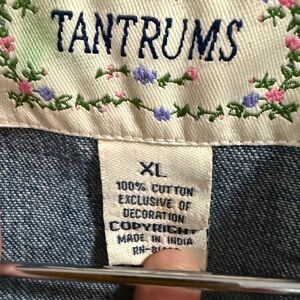 TANTRUMS
XL
100% COTTON
EXCLUSIVE OF
DECORATION
COPYRIGHT
MADE IN INDIA